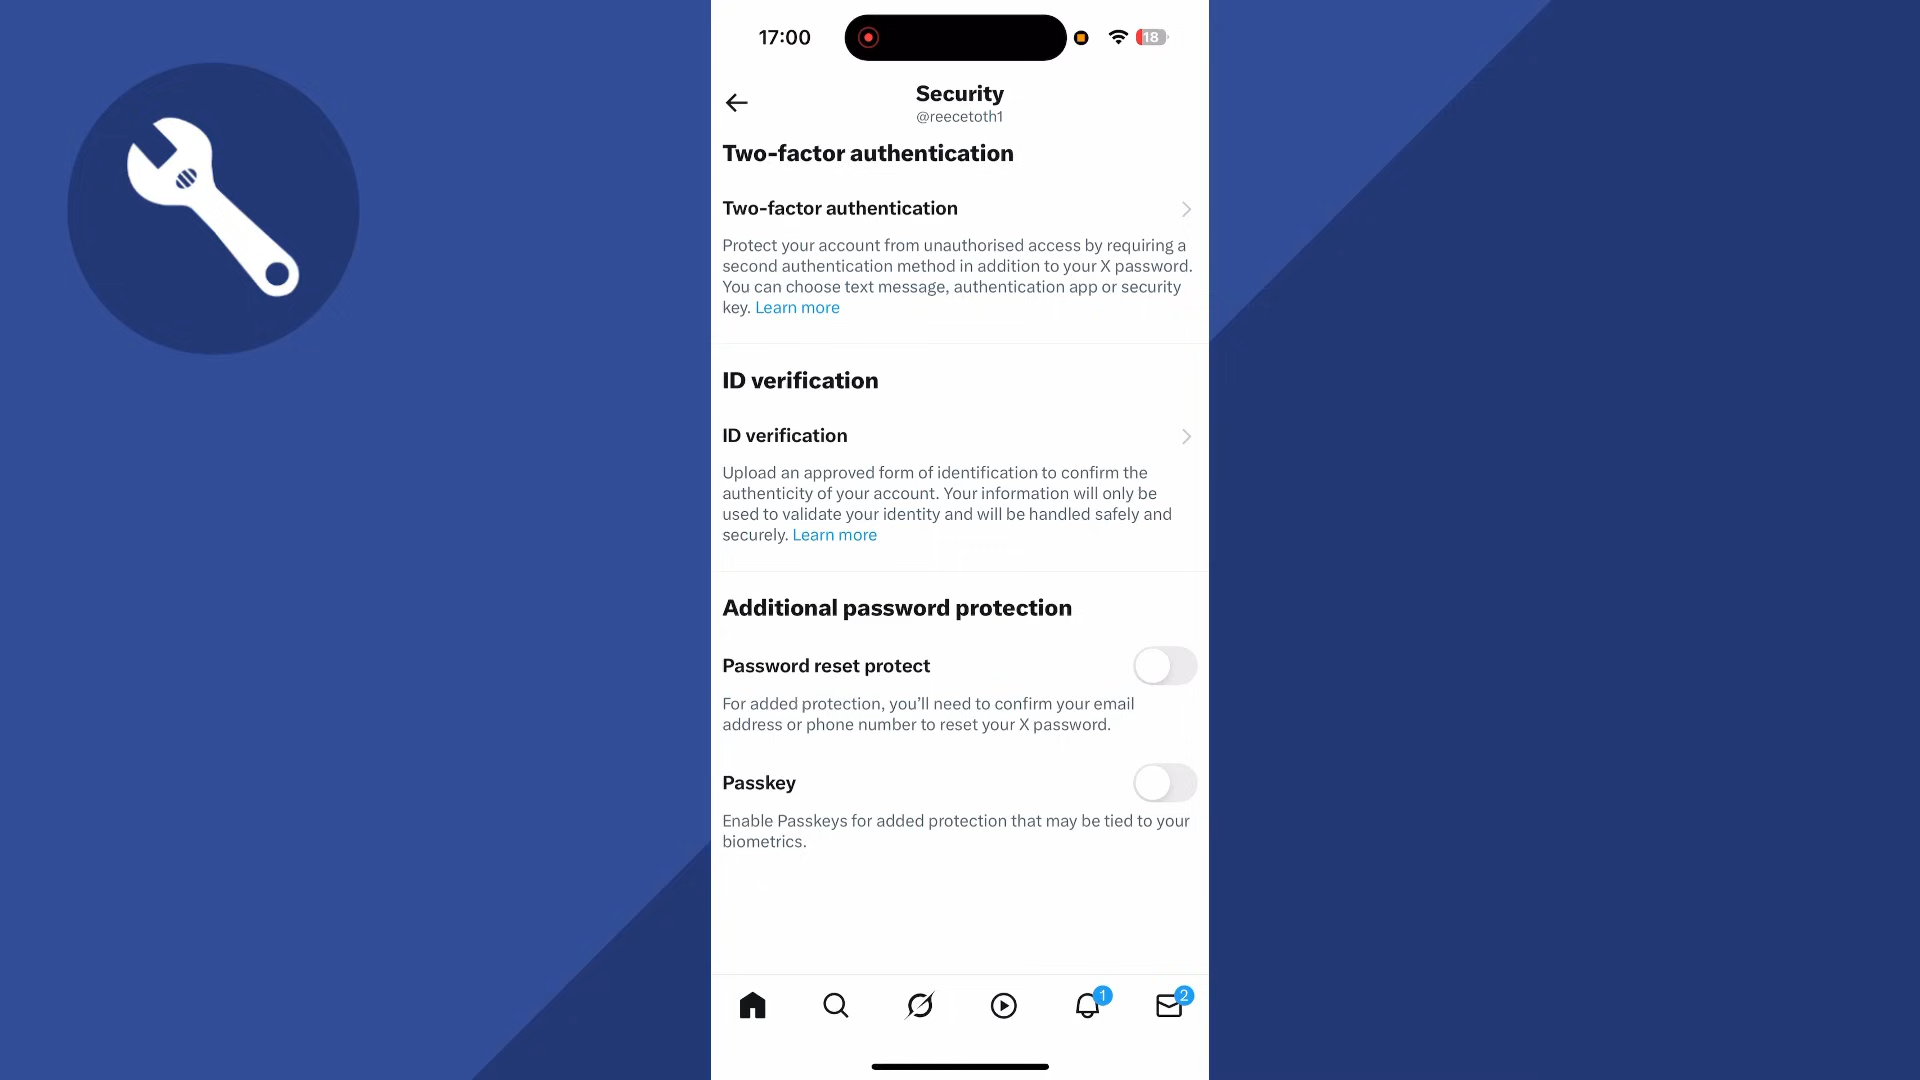 17:00
18
Security
@reecetoth1
Two-factor authentication
Two-factor authentication
Protect your account from unauthorised access by requiring a
second authentication method in addition to your X password.
You can choose text message, authentication app or security
key. Learn more
ID verification
ID verification
Upload an approved form of identification to confirm the
authenticity of your account. Your information will only be
used to validate your identity and will be handled safely and
securely. Learn more
Additional password protection
Password reset protect
For added protection, you’ll need to confirm your email
address or phone number to reset your X password.
Passkey
Enable Passkeys for added protection that may be tied to your
biometrics.
1
2